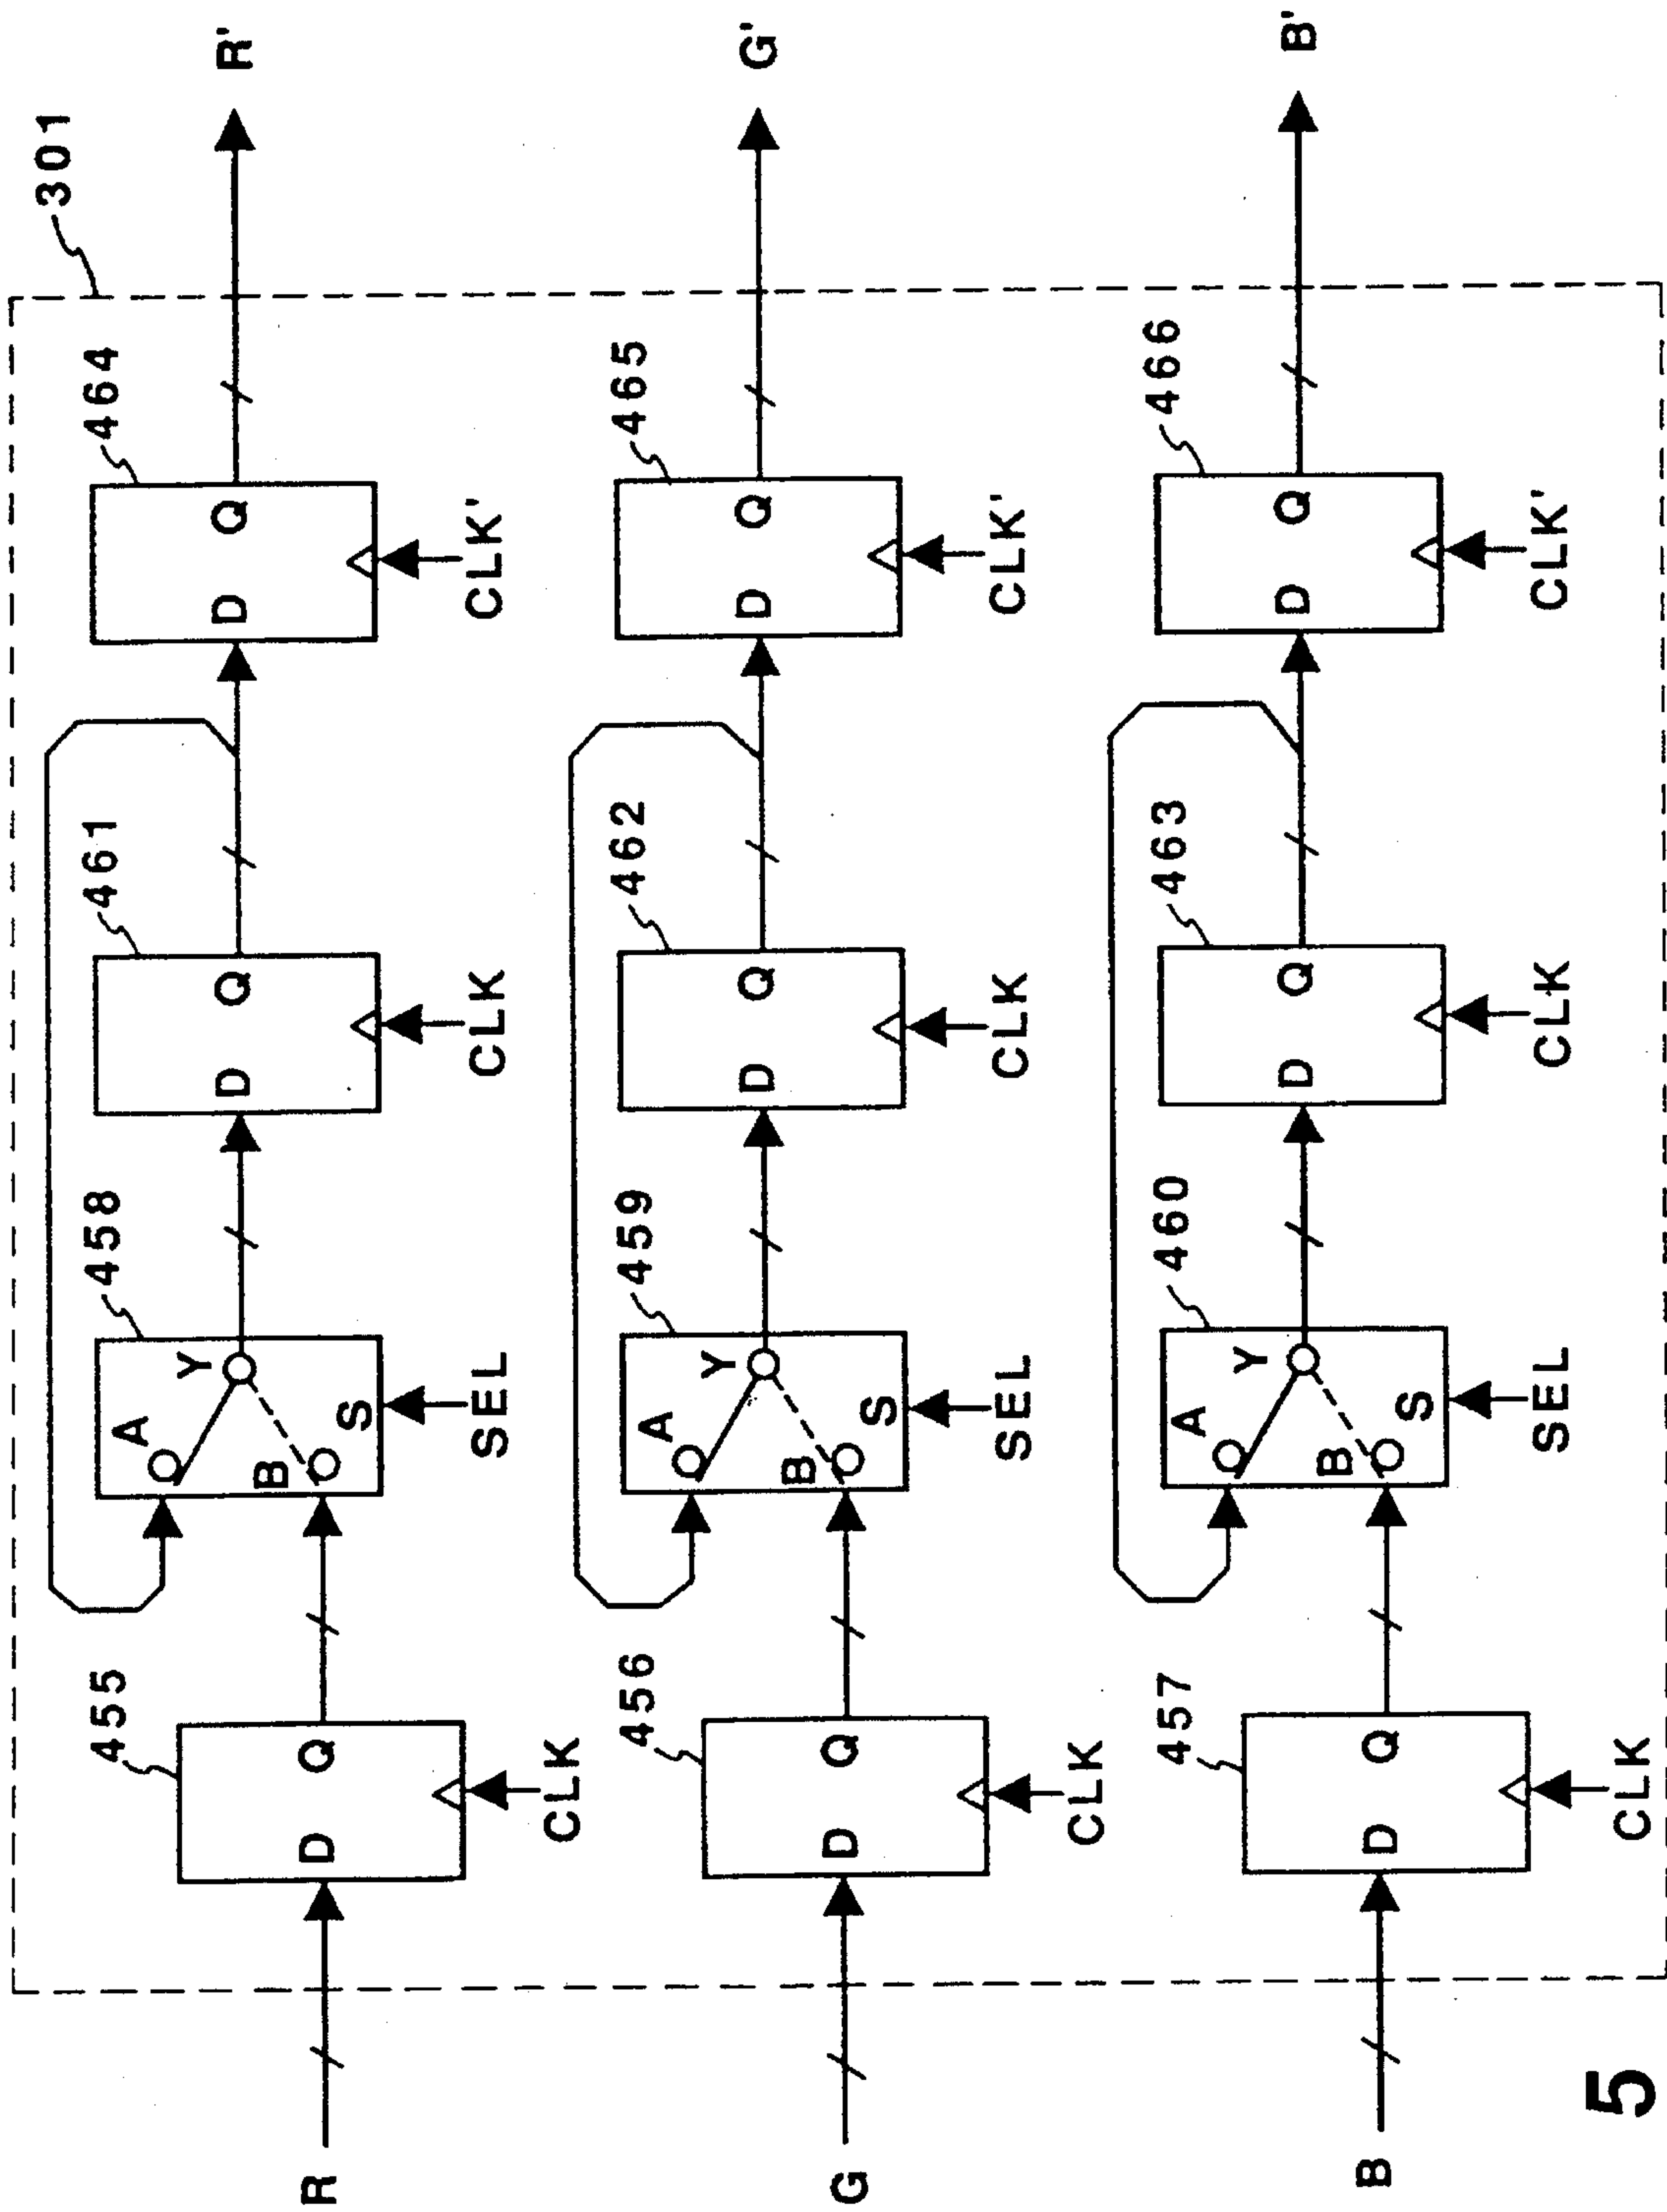 301
R
455
D Q
CLK
458
A
B
Y
S
SEL
461
D Q
CLK
464
D Q
CLK'
R'
G
456
D Q
CLK
459
A
B
Y
S
SEL
462
D Q
CLK
465
D Q
CLK'
G'
B
457
D Q
CLK
460
A
B
Y
S
SEL
463
D Q
CLK
466
D Q
CLK'
B'
5